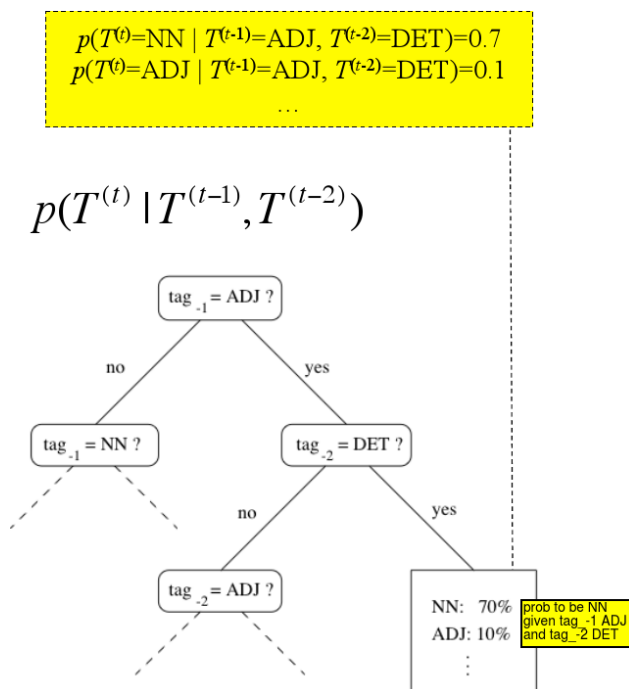 p(T(t)=NN | T(t-1)=ADJ, T(t-2)=DET)=0.7
p(T(t)=ADJ | T(t-1)=ADJ, T(t-2)=DET)=0.1
...
p(T(t) | T(t−1), T(t−2))
tag -1 = ADJ ?
no
yes
tag -1 = NN ?
tag -2 = DET ?
no
yes
tag -2 = ADJ ?
NN: 70%
ADJ: 10%
⋮
prob to be NN
given tag_-1 ADJ
and tag_-2 DET